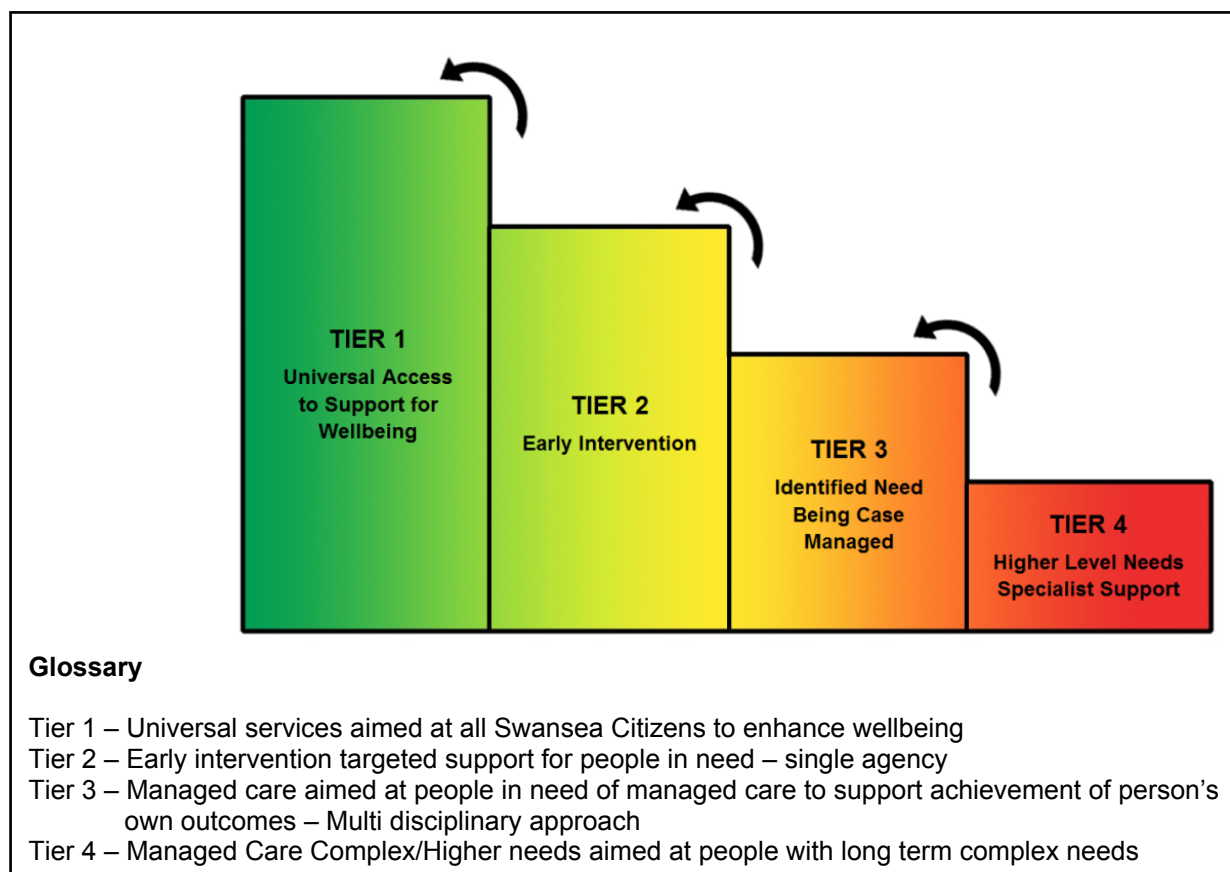 TIER 1
Universal Access
to Support for
Wellbeing
TIER 2
Early Intervention
TIER 3
Identified Need
Being Case
Managed
TIER 4
Higher Level Needs
Specialist Support
Glossary
Tier 1 – Universal services aimed at all Swansea Citizens to enhance wellbeing
Tier 2 – Early intervention targeted support for people in need – single agency
Tier 3 – Managed care aimed at people in need of managed care to support achievement of person's
own outcomes – Multi disciplinary approach
Tier 4 – Managed Care Complex/Higher needs aimed at people with long term complex needs